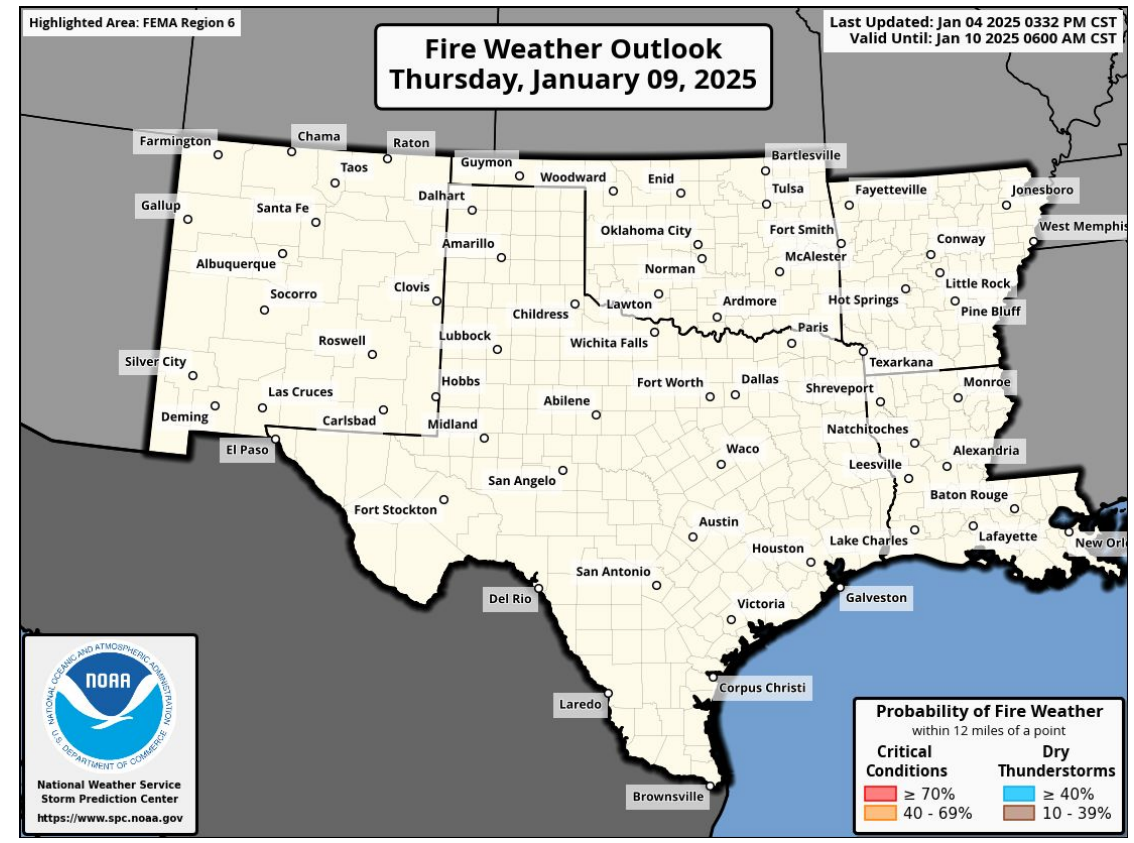 Highlighted Area: FEMA Region 6
Last Updated: Jan 04 2025 0332 PM CST
Valid Until: Jan 10 2025 0600 AM CST
Fire Weather Outlook
Thursday, January 09, 2025
Farmington
Chama
Raton
Taos
Guymon
Woodward
Enid
Bartlesville
Tulsa
Fayetteville
Jonesboro
Gallup
Santa Fe
Dalhart
West Memphis
Albuquerque
Amarillo
Oklahoma City
Norman
Fort Smith
McAlester
Conway
Little Rock
Socorro
Clovis
Childress
Lawton
Ardmore
Hot Springs
Pine Bluff
Roswell
Lubbock
Wichita Falls
Paris
Texarkana
Silver City
Las Cruces
Hobbs
Deming
Carlsbad
Midland
Abilene
Fort Worth
Dallas
Shreveport
Monroe
El Paso
Natchitoches
Waco
Leesville
Alexandria
San Angelo
Fort Stockton
Baton Rouge
Austin
Houston
Lake Charles
Lafayette
New Orl
San Antonio
Del Rio
Victoria
Galveston
Laredo
Corpus Christi
Brownsville
NATIONAL OCEANIC AND ATMOSPHERIC ADMINISTRATION
NOAA
U.S. DEPARTMENT OF COMMERCE
National Weather Service
Storm Prediction Center
https://www.spc.noaa.gov
Probability of Fire Weather
within 12 miles of a point
Critical Conditions
≥ 70%
40 - 69%
Dry Thunderstorms
≥ 40%
10 - 39%